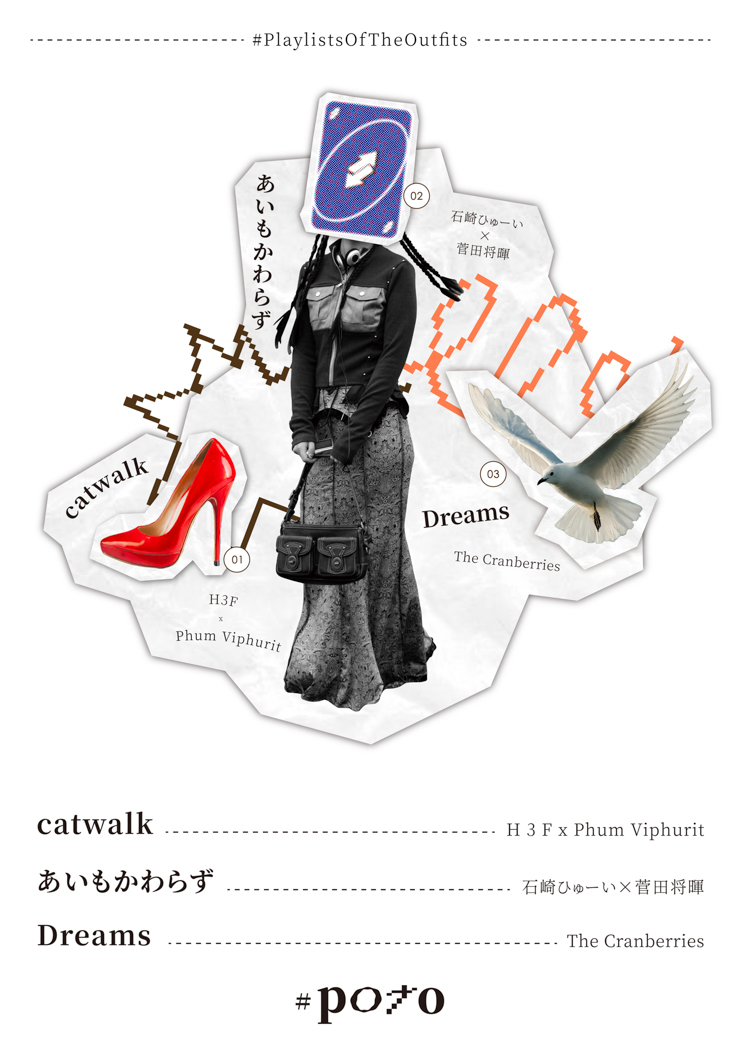 #PlaylistsOfTheOutfits
あいもかわらず
02
石崎ひゅーい
×
菅田将暉
catwalk
01
H3F
x
Phum Viphurit
03
Dreams
The Cranberries
catwalk H 3 F x Phum Viphurit
あいもかわらず 石崎ひゅーい×菅田将暉
Dreams The Cranberries
#poto